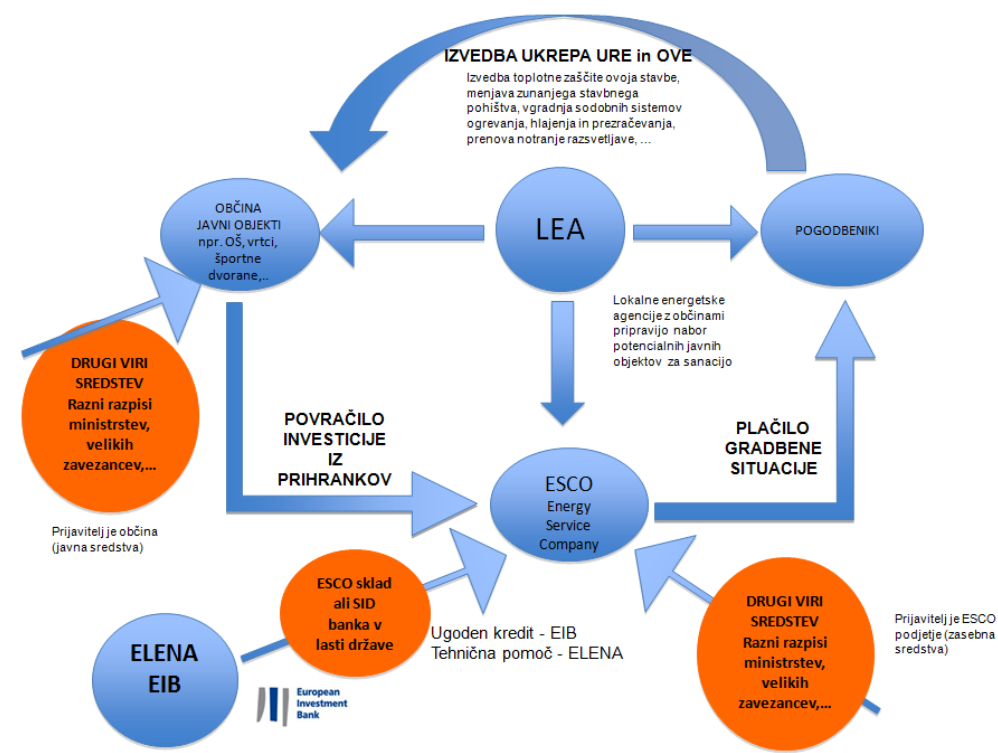 IZVEDBA UKREPA URE in OVE
Izvedba toplotne zaščite ovoja stavbe,
menjava zunanjega stavbnega
pohištva, vgradnja sodobnih sistemov
ogrevanja, hlajenja in prezračevanja,
prenova notranje razsvetljave, ...
OBČINA
JAVNI OBJEKTI
npr. OŠ, vrtci,
športne
dvorane,..
LEA
POGODBENIKI
Lokalne energetske
agencije z občinami
pripravijo nabor
potencialnih javnih
objektov za sanacijo
DRUGI VIRI
SREDSTEV
Razni razpisi
ministrstev,
velikih
zavezancev,...
Prijavitelj je občina
(javna sredstva)
POVRAČILO
INVESTICIJE
IZ
PRIHRANKOV
PLAČILO
GRADBENE
SITUACIJE
ESCO
Energy
Service
Company
ESCO sklad
ali SID
banka v
lasti države
Ugoden kredit - EIB
Tehnična pomoč - ELENA
ELENA
EIB
European
Investment
Bank
DRUGI VIRI
SREDSTEV
Razni razpisi
ministrstev,
velikih
zavezancev,...
Prijavitelj je ESCO
podjetje (zasebna
sredstva)